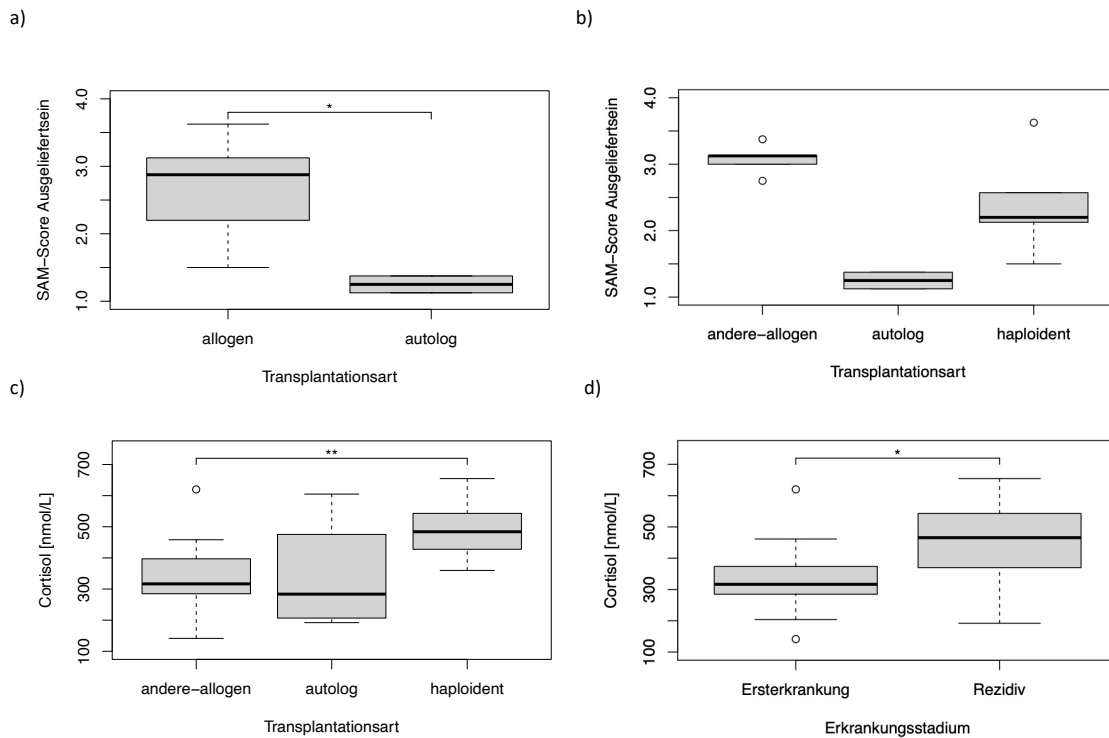 a)
SAM−Score Ausgeliefertsein
4.0
3.0
2.0
1.0
*
allogen autolog
Transplantationsart
b)
SAM−Score Ausgeliefertsein
4.0
3.0
2.0
1.0
andere−allogen autolog haploident
Transplantationsart
c)
Cortisol [nmol/L]
700
500
300
100
**
andere−allogen autolog haploident
Transplantationsart
d)
Cortisol [nmol/L]
700
500
300
100
*
Ersterkrankung Rezidiv
Erkrankungsstadium